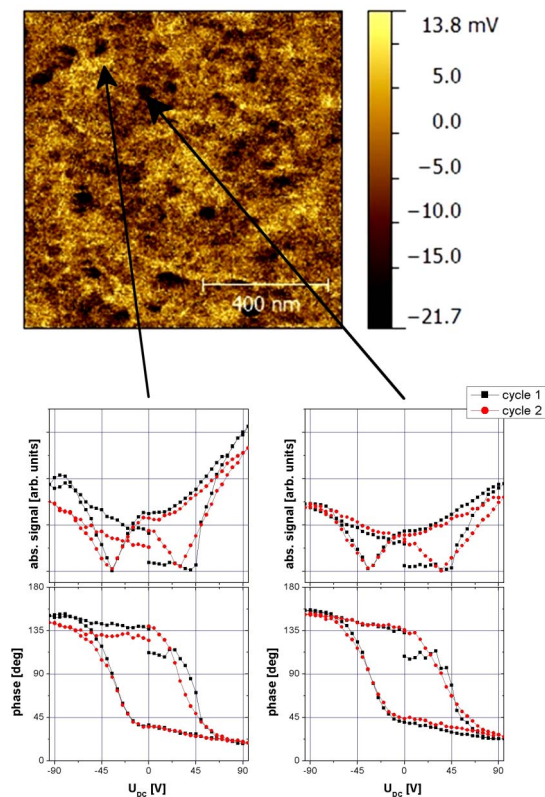 13.8 mV
5.0
0.0
−5.0
−10.0
−15.0
−21.7
400 nm
cycle 1
cycle 2
abs. signal [arb. units]
abs. signal [arb. units]
180
135
90
45
0
phase [deg]
-90 -45 0 45 90
U_DC [V]
180
135
90
45
0
phase [deg]
-90 -45 0 45 90
U_DC [V]